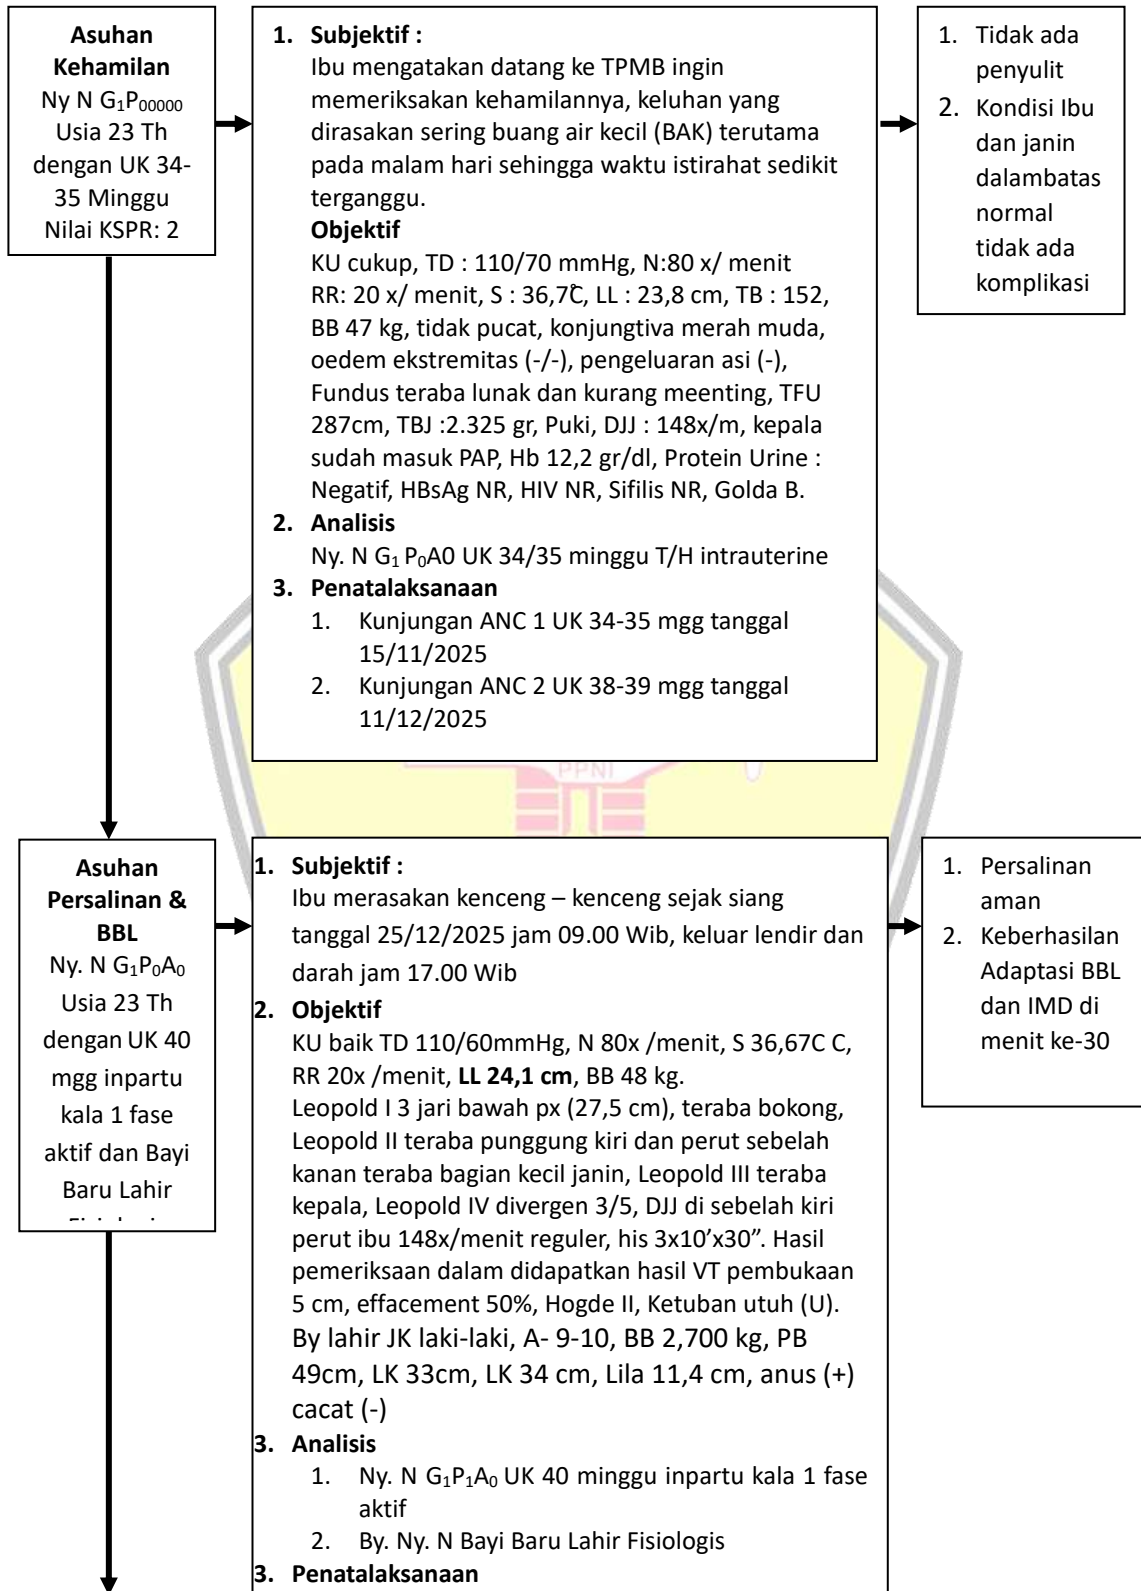 Asuhan
Kehamilan
Ny N G₁P₀₀₀₀₀
Usia 23 Th
dengan UK 34-
35 Minggu
Nilai KSPR: 2
1. Subjektif :
Ibu mengatakan datang ke TPMB ingin
memeriksakan kehamilannya, keluhan yang
dirasakan sering buang air kecil (BAK) terutama
pada malam hari sehingga waktu istirahat sedikit
terganggu.
Objektif
KU cukup, TD : 110/70 mmHg, N:80 x/ menit
RR: 20 x/ menit, S : 36,7̊C, LL : 23,8 cm, TB : 152,
BB 47 kg, tidak pucat, konjungtiva merah muda,
oedem ekstremitas (-/-), pengeluaran asi (-),
Fundus teraba lunak dan kurang meenting, TFU
287cm, TBJ :2.325 gr, Puki, DJJ : 148x/m, kepala
sudah masuk PAP, Hb 12,2 gr/dl, Protein Urine :
Negatif, HBsAg NR, HIV NR, Sifilis NR, Golda B.
2. Analisis
Ny. N G₁ P₀A0 UK 34/35 minggu T/H intrauterine
3. Penatalaksanaan
1. Kunjungan ANC 1 UK 34-35 mgg tanggal
15/11/2025
2. Kunjungan ANC 2 UK 38-39 mgg tanggal
11/12/2025
1. Tidak ada
penyulit
2. Kondisi Ibu
dan janin
dalambatas
normal
tidak ada
komplikasi
PPNI
Asuhan
Persalinan &
BBL
Ny. N G₁P₀A₀
Usia 23 Th
dengan UK 40
mgg inpartu
kala 1 fase
aktif dan Bayi
Baru Lahir
1. Subjektif :
Ibu merasakan kenceng – kenceng sejak siang
tanggal 25/12/2025 jam 09.00 Wib, keluar lendir dan
darah jam 17.00 Wib
2. Objektif
KU baik TD 110/60mmHg, N 80x /menit, S 36,67C C,
RR 20x /menit, LL 24,1 cm, BB 48 kg.
Leopold I 3 jari bawah px (27,5 cm), teraba bokong,
Leopold II teraba punggung kiri dan perut sebelah
kanan teraba bagian kecil janin, Leopold III teraba
kepala, Leopold IV divergen 3/5, DJJ di sebelah kiri
perut ibu 148x/menit reguler, his 3x10’x30”. Hasil
pemeriksaan dalam didapatkan hasil VT pembukaan
5 cm, effacement 50%, Hogde II, Ketuban utuh (U).
By lahir JK laki-laki, A- 9-10, BB 2,700 kg, PB
49cm, LK 33cm, LK 34 cm, Lila 11,4 cm, anus (+)
cacat (-)
3. Analisis
1. Ny. N G₁P₁A₀ UK 40 minggu inpartu kala 1 fase
aktif
2. By. Ny. N Bayi Baru Lahir Fisiologis
3. Penatalaksanaan
1. Persalinan
aman
2. Keberhasilan
Adaptasi BBL
dan IMD di
menit ke-30